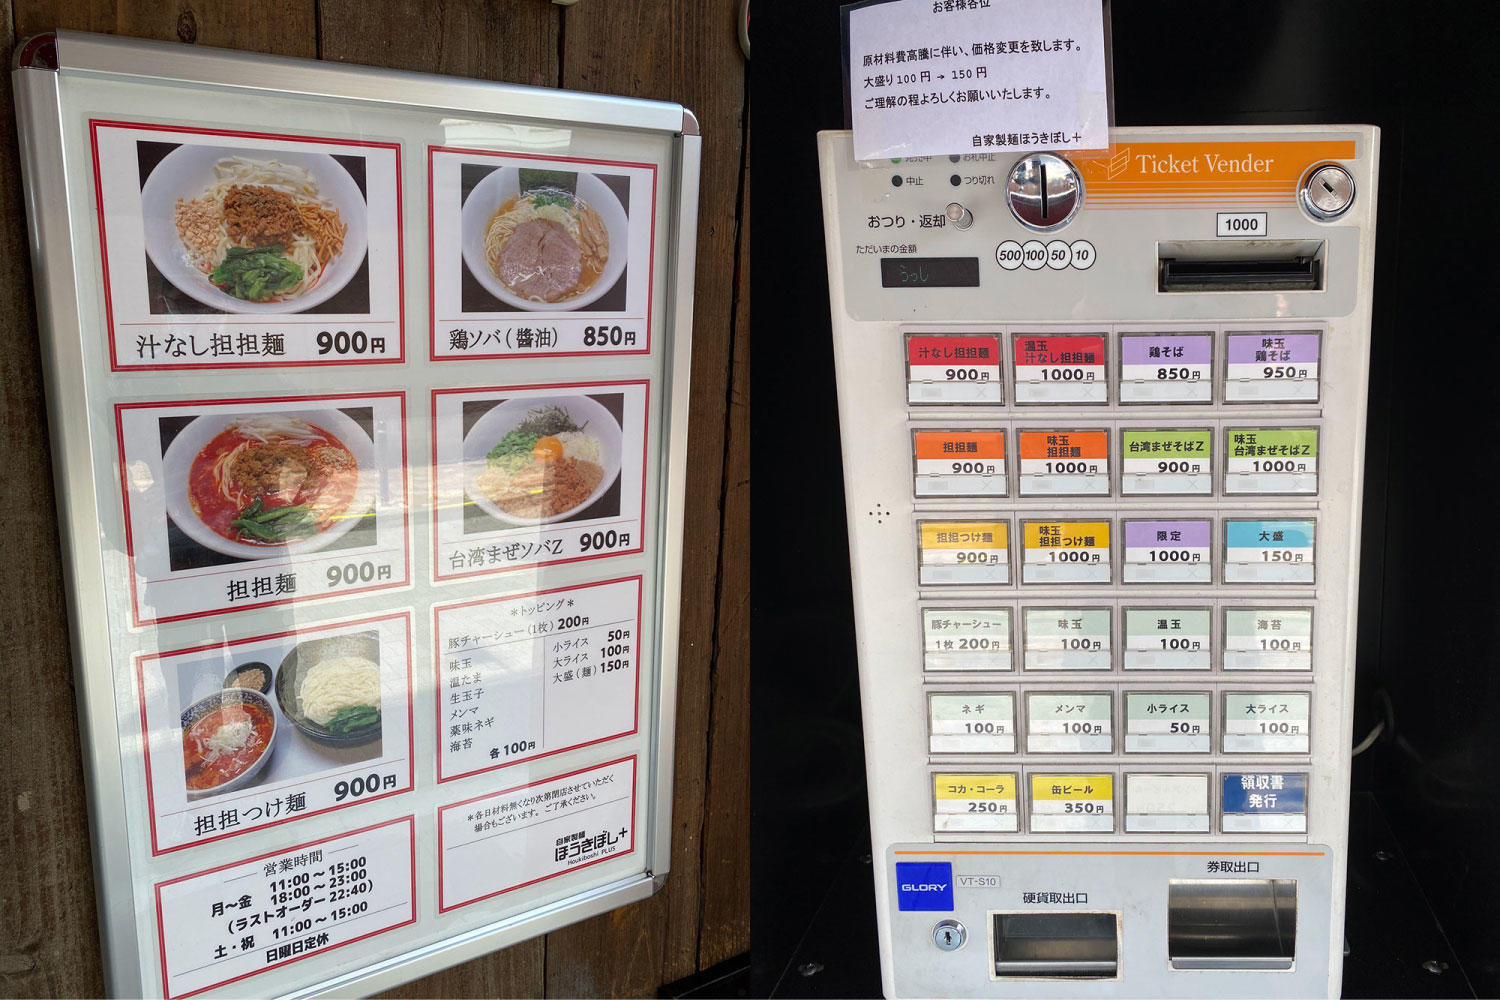 汁なし担担麺 900円
鶏ソバ(醬油) 850円
担担麺 900円
台湾まぜソバZ 900円
担担つけ麺 900円
*トッピング*
豚チャーシュー(1枚) 200円
味玉
温たま
生玉子
メンマ
薬味ネギ
海苔
各100円
小ライス 50円
大ライス 100円
大盛(麺) 150円
営業時間
月〜金 11:00〜15:00
18:00〜23:00
(ラストオーダー22:40)
土・祝 11:00〜15:00
日曜日定休
*各日材料無くなり次第閉店させていただく
場合もございます。ご了承ください。
自家製麺
ほうきぼし+
Houkiboshi PLUS
お客様各位
原材料費高騰に伴い、価格変更を致します。
大盛り100円→150円
ご理解の程よろしくお願いいたします。
自家製麺ほうきぼし+
お札中止
中止
つり切れ
Ticket Vender
おつり・返却
ただいまの金額
500 100 50 10
1000
汁なし担担麺
900円
温玉
汁なし担担麺
1000円
鶏そば
850円
味玉
鶏そば
950円
担担麺
900円
味玉
担担麺
1000円
台湾まぜそばZ
900円
味玉
台湾まぜそばZ
1000円
担担つけ麺
900円
味玉
担担つけ麺
1000円
限定
1000円
大盛
150円
豚チャーシュー
1枚 200円
味玉
100円
温玉
100円
海苔
100円
ネギ
100円
メンマ
100円
小ライス
50円
大ライス
100円
コカ・コーラ
250円
缶ビール
350円
領収書
発行
GLORY
VT-S10
硬貨取出口
券取出口